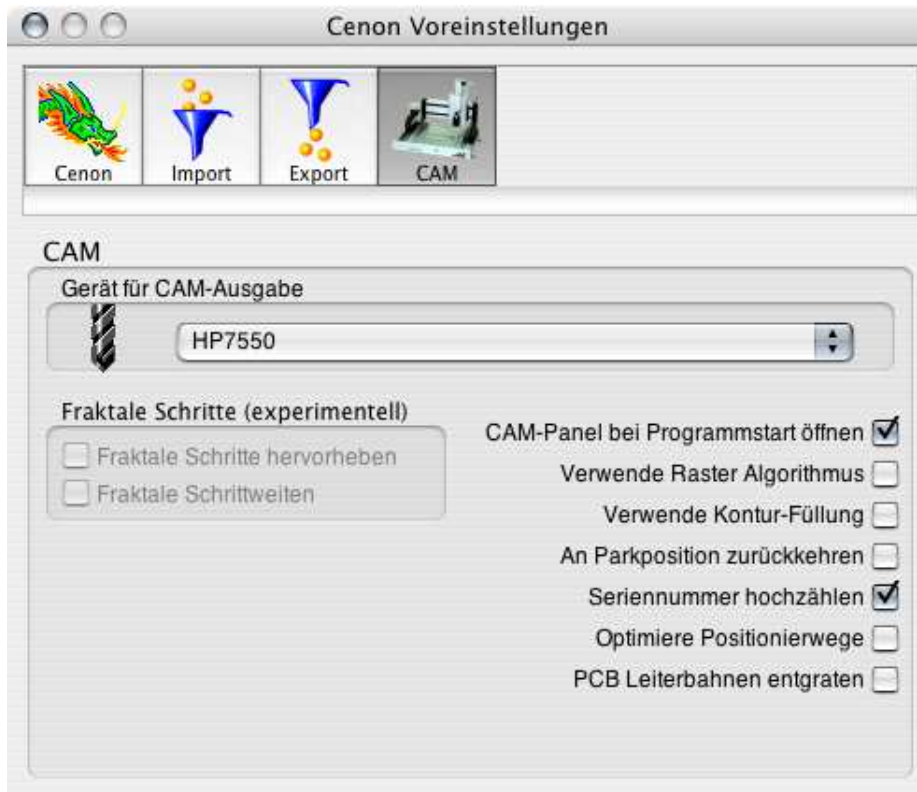 Cenon Voreinstellungen
Cenon Import Export CAM
CAM
Gerät für CAM-Ausgabe
HP7550
Fraktale Schritte (experimentell)
Fraktale Schritte hervorheben
Fraktale Schrittweiten
CAM-Panel bei Programmstart öffnen
Verwende Raster Algorithmus
Verwende Kontur-Füllung
An Parkposition zurückkehren
Seriennummer hochzählen
Optimiere Positionierwege
PCB Leiterbahnen entgraten